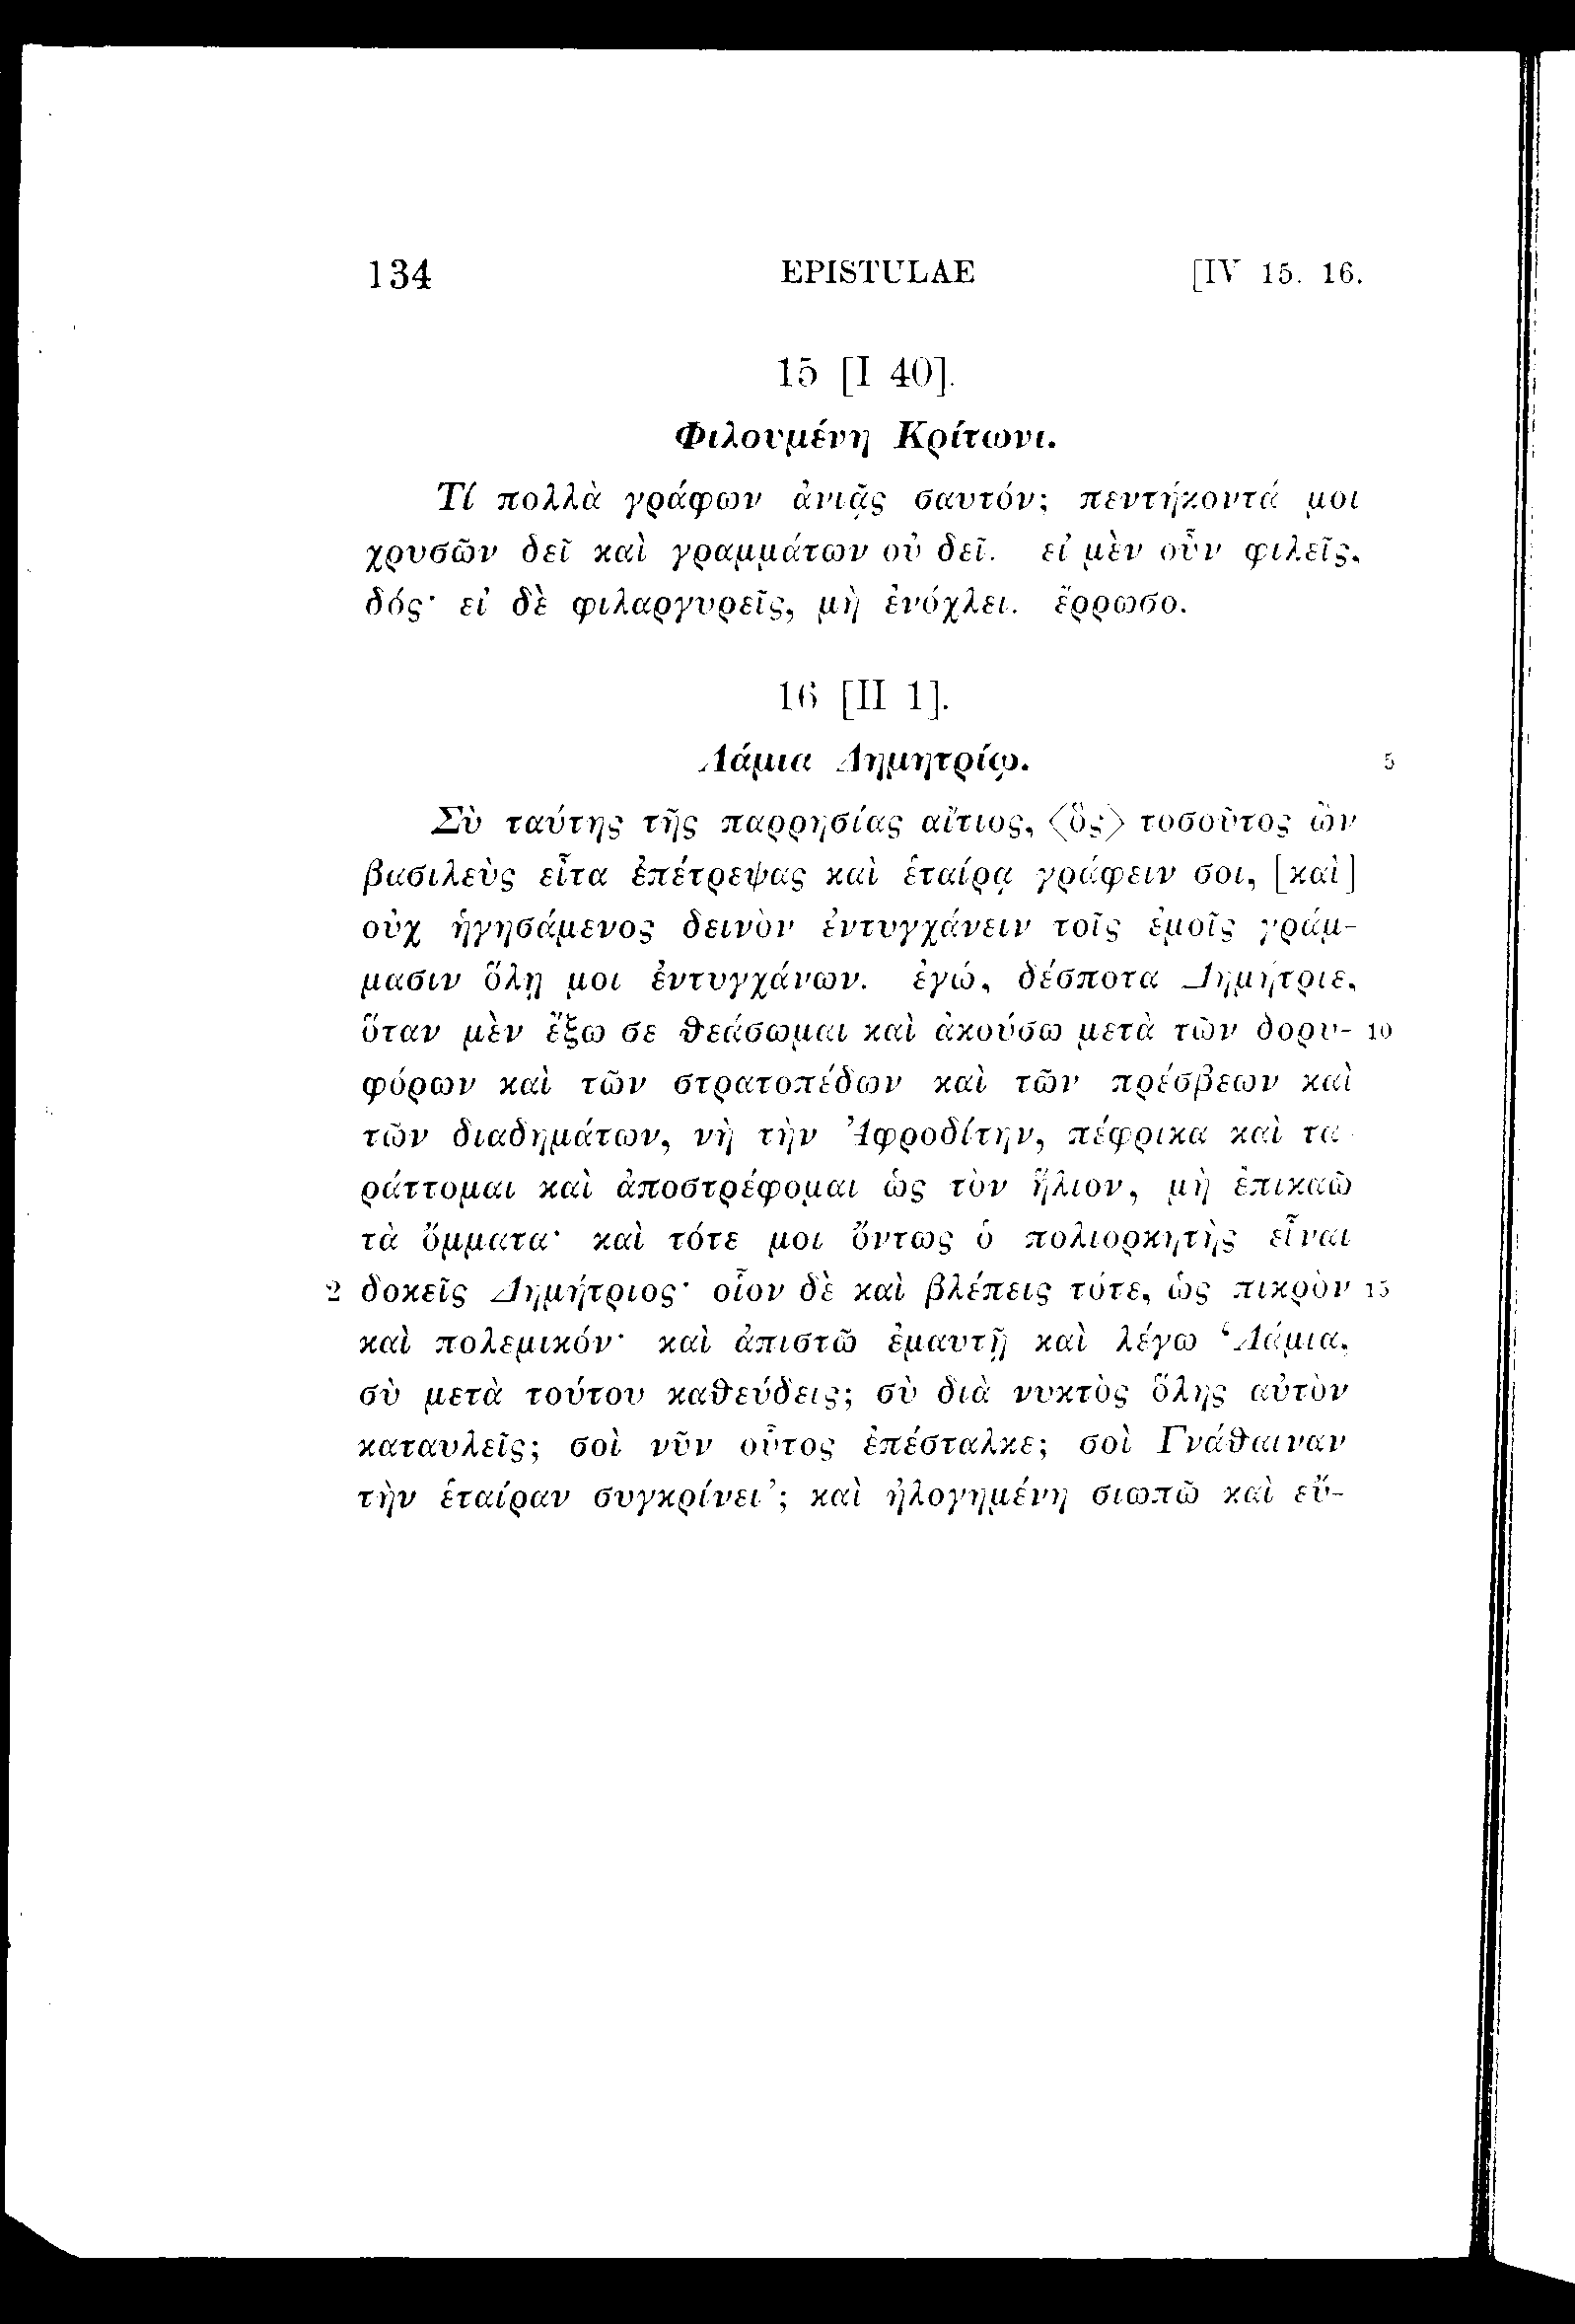 134 EPISTULAE [IV 15. 16.
15 [I 40].
Φιλουμένη Κρίτωνι.
Τί πολλὰ γράφων ἀνιᾷς σαυτόν; πεντήκοντά μοι
χρυσῶν δεῖ καὶ γραμμάτων οὐ δεῖ. εἰ μὲν οὖν φιλεῖς,
δός· εἰ δὲ φιλαργυρεῖς, μὴ ἐνόχλει. ἔρρωσο.
16 [II 1].
Λάμια Δημητρίῳ. 5
Σὺ ταύτης τῆς παρρησίας αἴτιος, ⟨ὃς⟩ τοσοῦτος ὢν
βασιλεὺς εἶτα ἐπέτρεψας καὶ ἑταίρᾳ γράφειν σοι, [καὶ]
οὐχ ἡγησάμενος δεινὸν ἐντυγχάνειν τοῖς ἐμοῖς γράμ-
μασιν ὅλῃ μοι ἐντυγχάνων. ἐγώ, δέσποτα Δημήτριε,
ὅταν μὲν ἔξω σε θεάσωμαι καὶ ἀκούσω μετὰ τῶν δορυ- 10
φόρων καὶ τῶν στρατοπέδων καὶ τῶν πρέσβεων καὶ
τῶν διαδημάτων, νὴ τὴν Ἀφροδίτην, πέφρικα καὶ τα-
ράττομαι καὶ ἀποστρέφομαι ὡς τὸν ἥλιον, μὴ ἐπικαῶ
τὰ ὄμματα· καὶ τότε μοι ὄντως ὁ πολιορκητὴς εἶναι
2 δοκεῖς Δημήτριος· οἷον δὲ καὶ βλέπεις τότε, ὡς πικρὸν 15
καὶ πολεμικόν· καὶ ἀπιστῶ ἐμαυτῇ καὶ λέγω ‘Λάμια,
σὺ μετὰ τούτου καθεύδεις; σὺ διὰ νυκτὸς ὅλης αὐτὸν
καταυλεῖς; σοὶ νῦν οὗτος ἐπέσταλκε; σοὶ Γνάθαιναν
τὴν ἑταίραν συγκρίνει’; καὶ ἠλογημένη σιωπῶ καὶ εὔ-